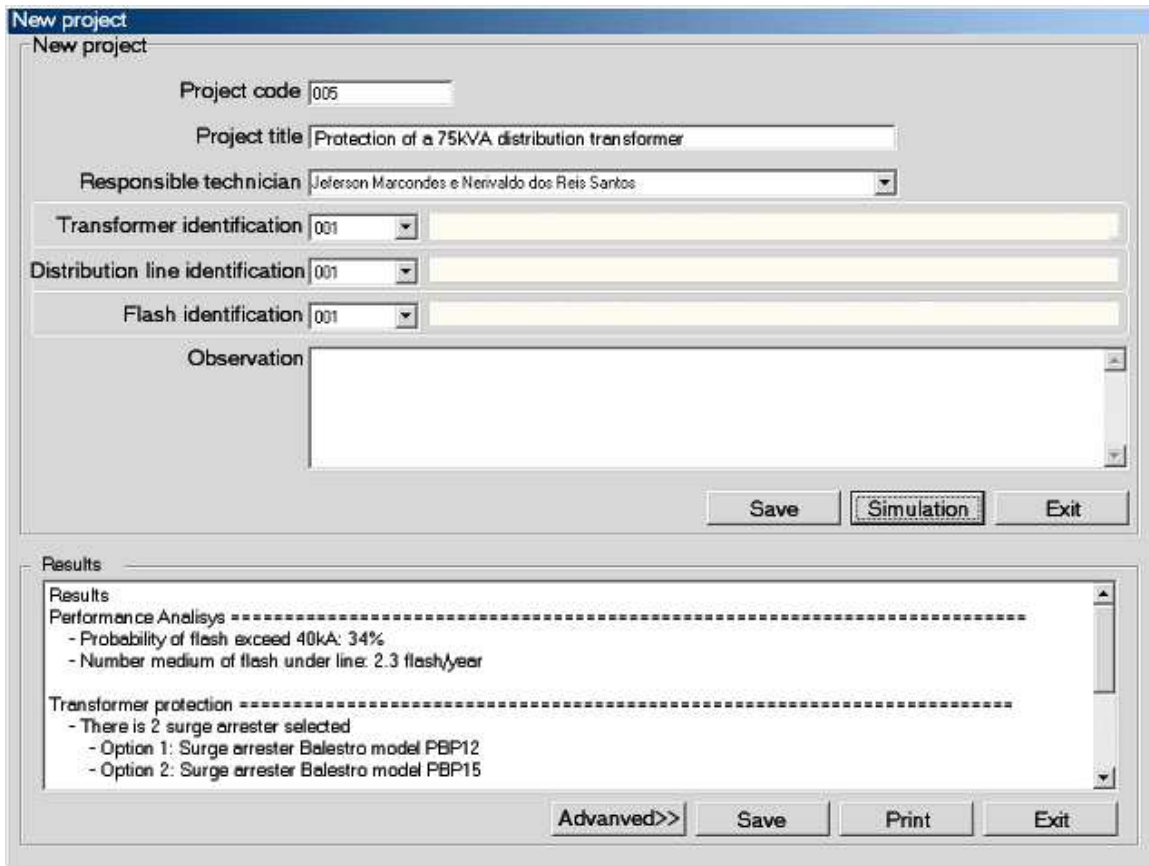 New project
New project
Project code 005
Project title Protection of a 75kVA distribution transformer
Responsible technician Jeferson Marcondes e Nerivaldo dos Reis Santos
Transformer identification 001
Distribution line identification 001
Flash identification 001
Observation
Save Simulation Exit
Results
Results
Performance Analisys ========================================================================
- Probability of flash exceed 40kA: 34%
- Number medium of flash under line: 2.3 flash/year
Transformer protection ======================================================================
- There is 2 surge arrester selected
- Option 1: Surge arrester Balestro model PBP12
- Option 2: Surge arrester Balestro model PBP15
Advanved>> Save Print Exit